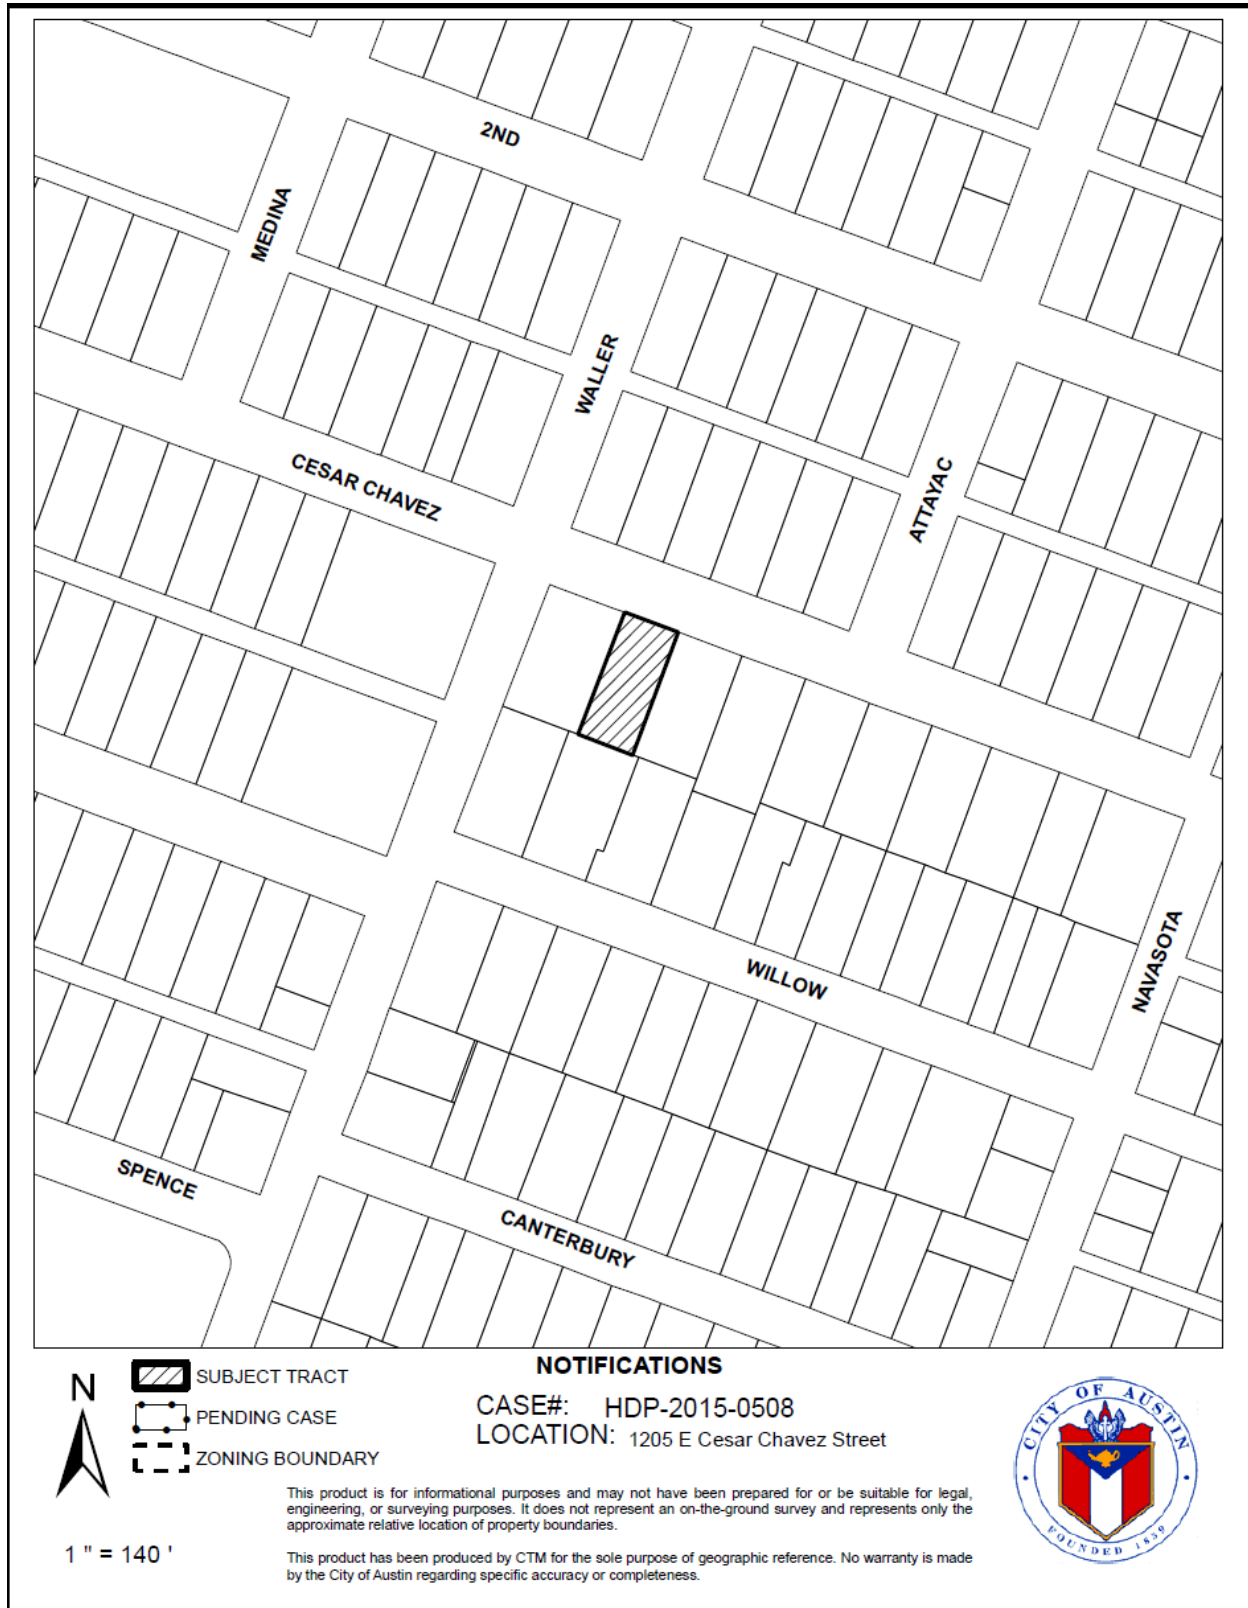 2ND
MEDINA
WALLER
CESAR CHAVEZ
ATTAYAC
WILLOW
NAVASOTA
SPENCE
CANTERBURY
N
SUBJECT TRACT
PENDING CASE
ZONING BOUNDARY
1 " = 140 '
NOTIFICATIONS
CASE#: HDP-2015-0508
LOCATION: 1205 E Cesar Chavez Street
This product is for informational purposes and may not have been prepared for or be suitable for legal,
engineering, or surveying purposes. It does not represent an on-the-ground survey and represents only the
approximate relative location of property boundaries.
This product has been produced by CTM for the sole purpose of geographic reference. No warranty is made
by the City of Austin regarding specific accuracy or completeness.
CITY OF AUSTIN
FOUNDED 1839